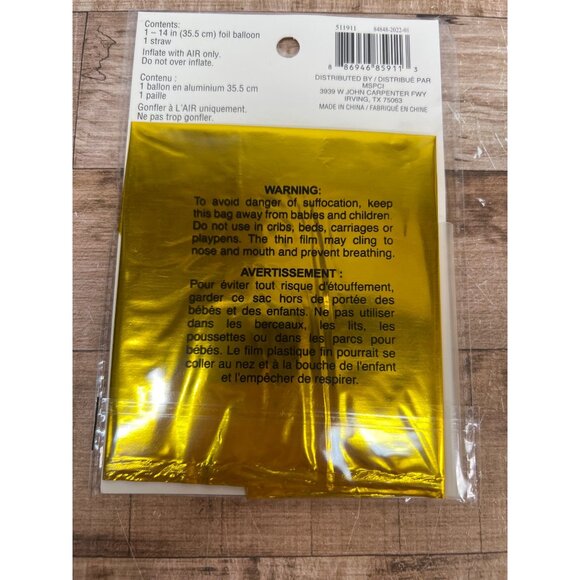 Contents:
1 – 14 in (35.5 cm) foil balloon
1 straw
Inflate with AIR only.
Do not over inflate.
Contenu :
1 ballon en aluminium 35.5 cm
1 paille
Gonfler à L'AIR uniquement.
Ne pas trop gonfler.
511911 84848-2022-01
8 86946 85911 3
DISTRIBUTED BY / DISTRIBUÉ PAR
MSPCI
3939 W JOHN CARPENTER FWY
IRVING, TX 75063
MADE IN CHINA / FABRIQUÉ EN CHINE
WARNING:
To avoid danger of suffocation, keep
this bag away from babies and children.
Do not use in cribs, beds, carriages or
playpens. The thin film may cling to
nose and mouth and prevent breathing.
AVERTISSEMENT :
Pour éviter tout risque d'étouffement,
garder ce sac hors de portée des
bébés et des enfants. Ne pas utiliser
dans les berceaux, les lits, les
poussettes ou dans les parcs pour
bébés. Le film plastique fin pourrait se
coller au nez et à la bouche de l'enfant
et l'empêcher de respirer.